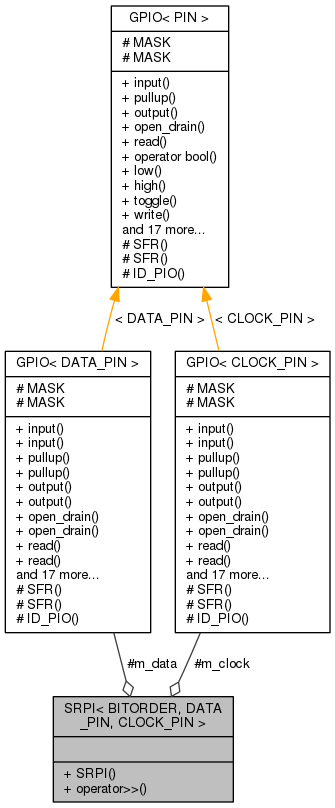 GPIO< PIN >
# MASK
# MASK
+ input()
+ pullup()
+ output()
+ open_drain()
+ read()
+ operator bool()
+ low()
+ high()
+ toggle()
+ write()
and 17 more...
# SFR()
# SFR()
# ID_PIO()
< DATA_PIN >
< CLOCK_PIN >
GPIO< DATA_PIN >
# MASK
# MASK
+ input()
+ input()
+ pullup()
+ pullup()
+ output()
+ output()
+ open_drain()
+ open_drain()
+ read()
+ read()
and 17 more...
# SFR()
# SFR()
# ID_PIO()
GPIO< CLOCK_PIN >
# MASK
# MASK
+ input()
+ input()
+ pullup()
+ pullup()
+ output()
+ output()
+ open_drain()
+ open_drain()
+ read()
+ read()
and 17 more...
# SFR()
# SFR()
# ID_PIO()
#m_data
#m_clock
SRPI< BITORDER, DATA
_PIN, CLOCK_PIN >
+ SRPI()
+ operator>>()